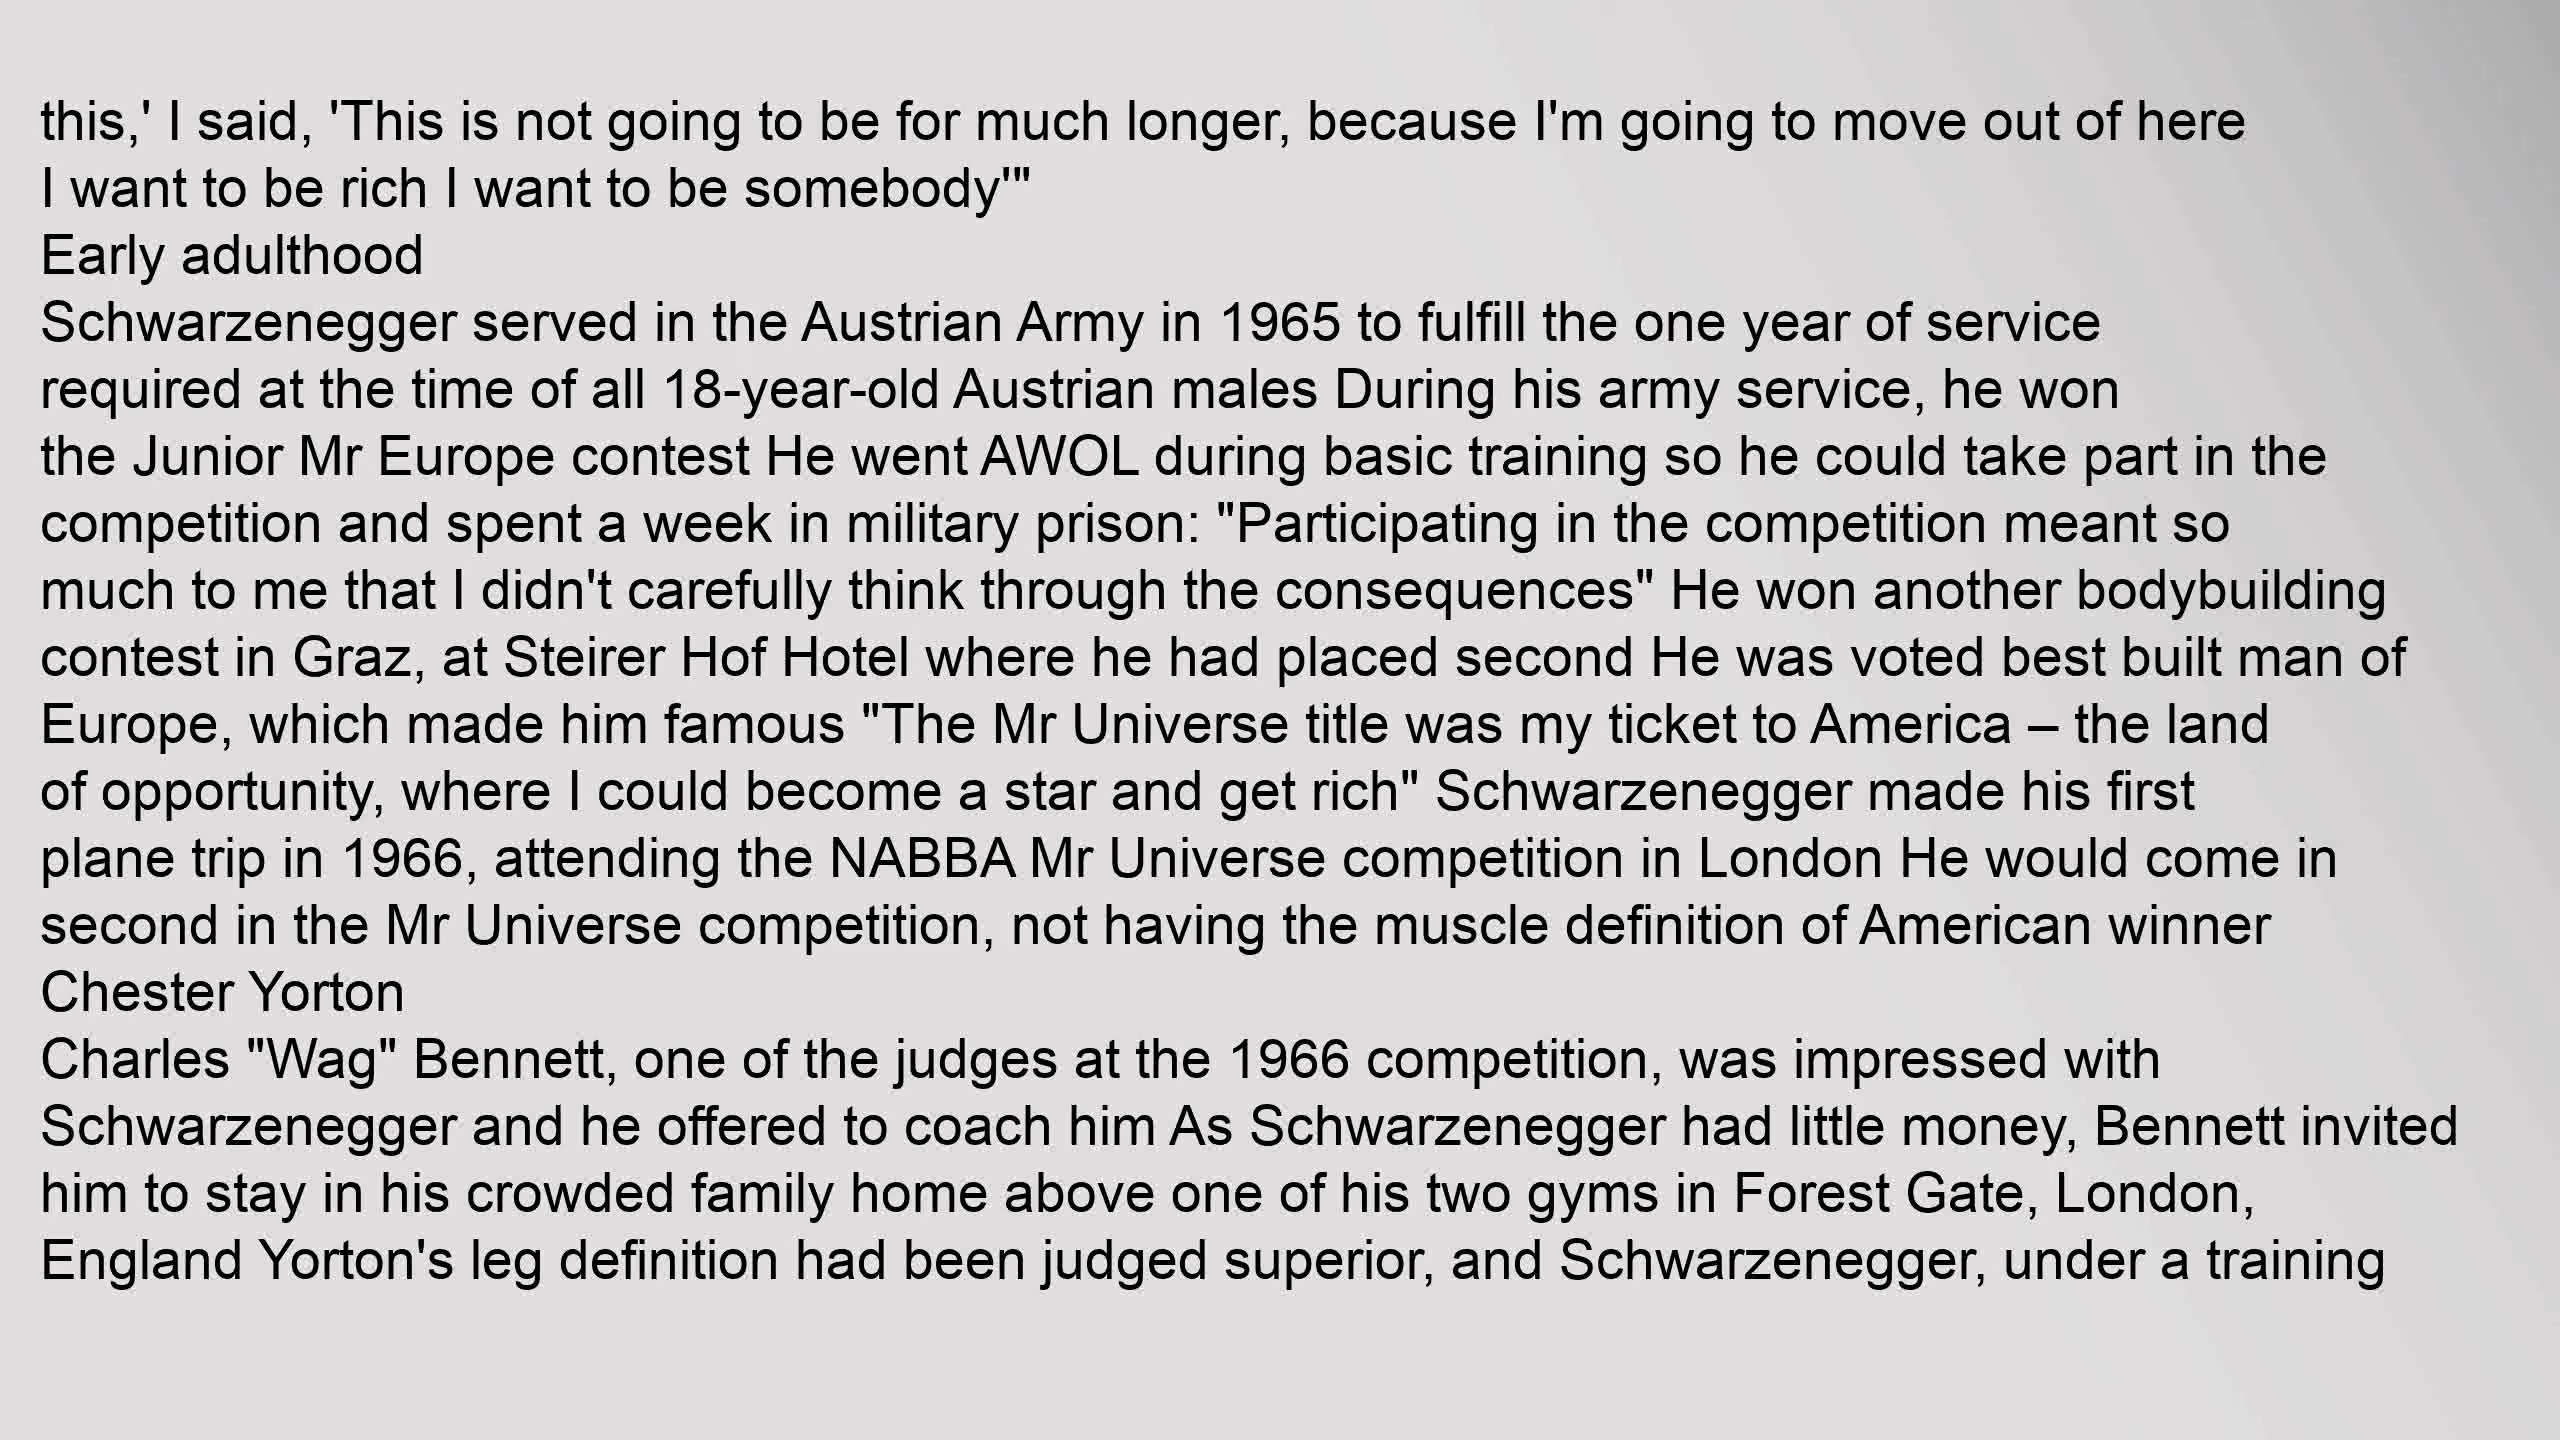 this,' I said, 'This is not going to be for much longer, because I'm going to move out of here
I want to be rich I want to be somebody'"
Early adulthood
Schwarzenegger served in the Austrian Army in 1965 to fulfill the one year of service
required at the time of all 18-year-old Austrian males During his army service, he won
the Junior Mr Europe contest He went AWOL during basic training so he could take part in the
competition and spent a week in military prison: "Participating in the competition meant so
much to me that I didn't carefully think through the consequences" He won another bodybuilding
contest in Graz, at Steirer Hof Hotel where he had placed second He was voted best built man of
Europe, which made him famous "The Mr Universe title was my ticket to America – the land
of opportunity, where I could become a star and get rich" Schwarzenegger made his first
plane trip in 1966, attending the NABBA Mr Universe competition in London He would come in
second in the Mr Universe competition, not having the muscle definition of American winner
Chester Yorton
Charles "Wag" Bennett, one of the judges at the 1966 competition, was impressed with
Schwarzenegger and he offered to coach him As Schwarzenegger had little money, Bennett invited
him to stay in his crowded family home above one of his two gyms in Forest Gate, London,
England Yorton's leg definition had been judged superior, and Schwarzenegger, under a training